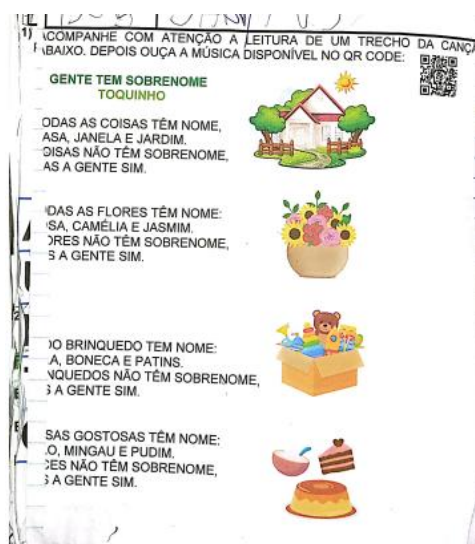 1) ACOMPANHE COM ATENÇÃO A LEITURA DE UM TRECHO DA CANÇ
ABAIXO. DEPOIS OUÇA A MÚSICA DISPONÍVEL NO QR CODE:
GENTE TEM SOBRENOME
TOQUINHO
ODAS AS COISAS TÊM NOME,
ASA, JANELA E JARDIM.
OISAS NÃO TÊM SOBRENOME,
AS A GENTE SIM.
DAS AS FLORES TÊM NOME:
SA, CAMÉLIA E JASMIM.
ORES NÃO TÊM SOBRENOME,
S A GENTE SIM.
DO BRINQUEDO TEM NOME:
A, BONECA E PATINS.
NQUEDOS NÃO TÊM SOBRENOME,
S A GENTE SIM.
SAS GOSTOSAS TÊM NOME:
O, MINGAU E PUDIM.
CES NÃO TÊM SOBRENOME,
S A GENTE SIM.